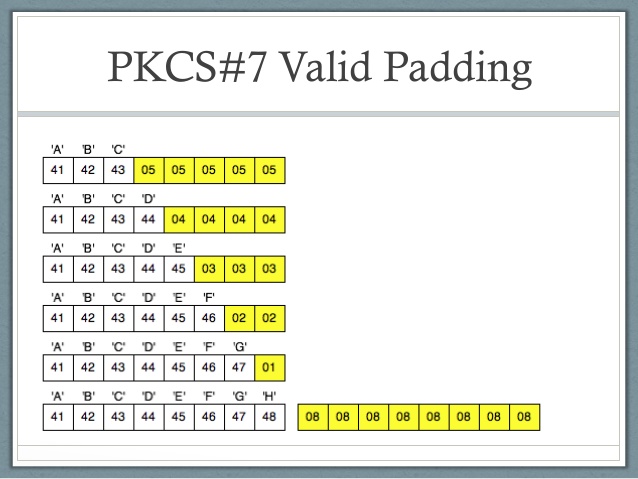 PKCS#7 Valid Padding
'A' 'B' 'C'
41 42 43 05 05 05 05 05
'A' 'B' 'C' 'D'
41 42 43 44 04 04 04 04
'A' 'B' 'C' 'D' 'E'
41 42 43 44 45 03 03 03
'A' 'B' 'C' 'D' 'E' 'F'
41 42 43 44 45 46 02 02
'A' 'B' 'C' 'D' 'E' 'F' 'G'
41 42 43 44 45 46 47 01
'A' 'B' 'C' 'D' 'E' 'F' 'G' 'H'
41 42 43 44 45 46 47 48 08 08 08 08 08 08 08 08